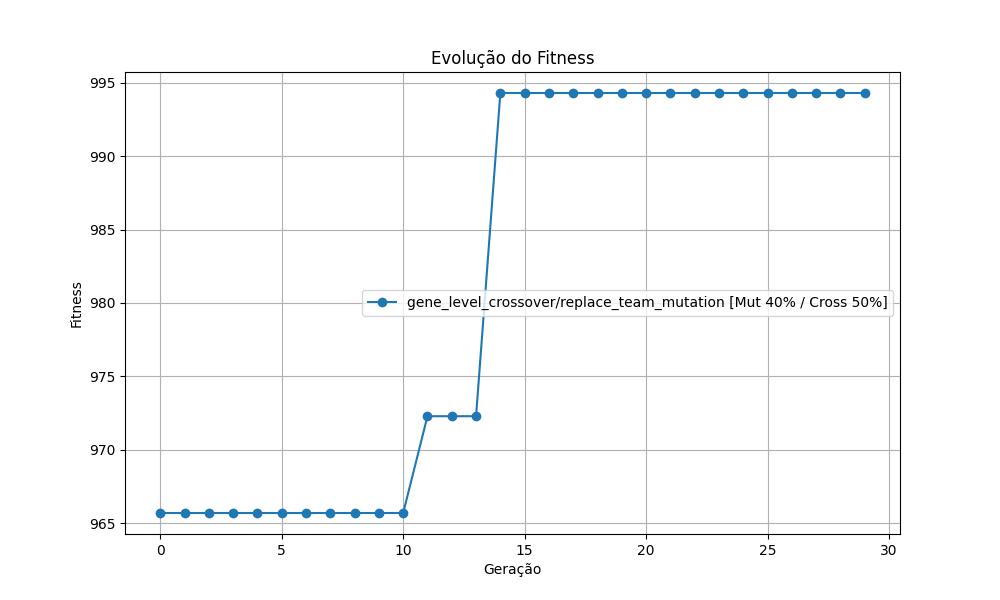 Evolução do Fitness
Fitness
995
990
985
980
975
970
965
gene_level_crossover/replace_team_mutation [Mut 40% / Cross 50%]
0 5 10 15 20 25 30
Geração